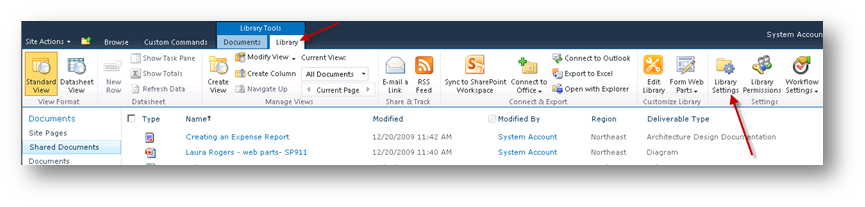 Library Tools
Site Actions Browse Custom Commands Documents Library System Accoun
Standard View Datasheet View New Row Show Task Pane Show Totals Refresh Data Create View Modify View Create Column Navigate Up Current View: All Documents Current Page E-mail a Link RSS Feed Sync to SharePoint Workspace Connect to Office Connect to Outlook Export to Excel Open with Explorer Edit Library Form Web Parts Library Settings Library Permissions Workflow Settings
View Format Datasheet Manage Views Share & Track Connect & Export Customize Library Settings
Documents Type Name Modified Modified By Region Deliverable Type
Site Pages Creating an Expense Report 12/20/2009 11:42 AM System Account Northeast Architecture Design Documentation
Shared Documents Laura Rogers - web parts- SP911 12/20/2009 11:40 AM System Account Northeast Diagram
Documents